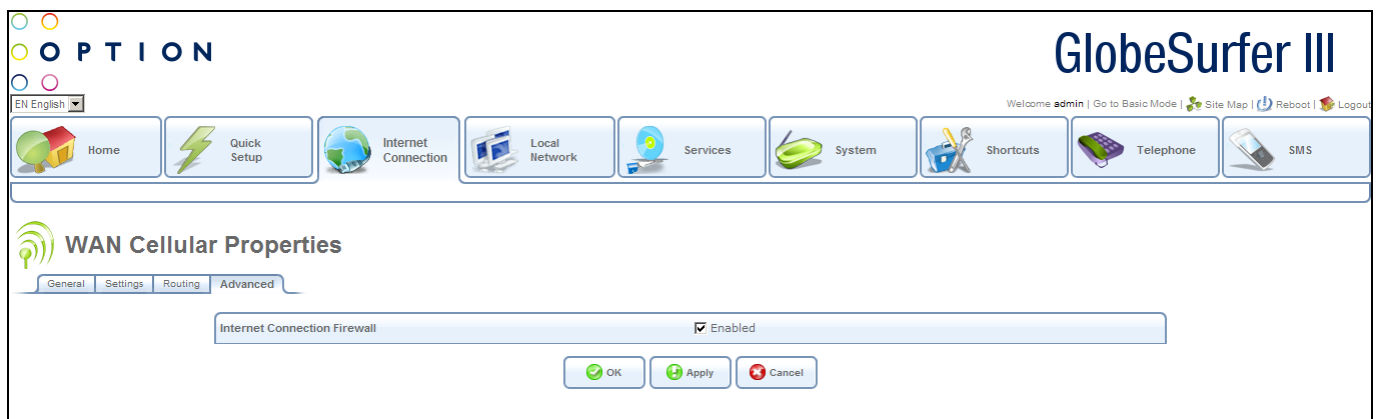 OPTION
GlobeSurfer III
EN English
Welcome admin | Go to Basic Mode | Site Map | Reboot | Logout
Home
Quick Setup
Internet Connection
Local Network
Services
System
Shortcuts
Telephone
SMS
WAN Cellular Properties
General Settings Routing Advanced
Internet Connection Firewall Enabled
OK Apply Cancel